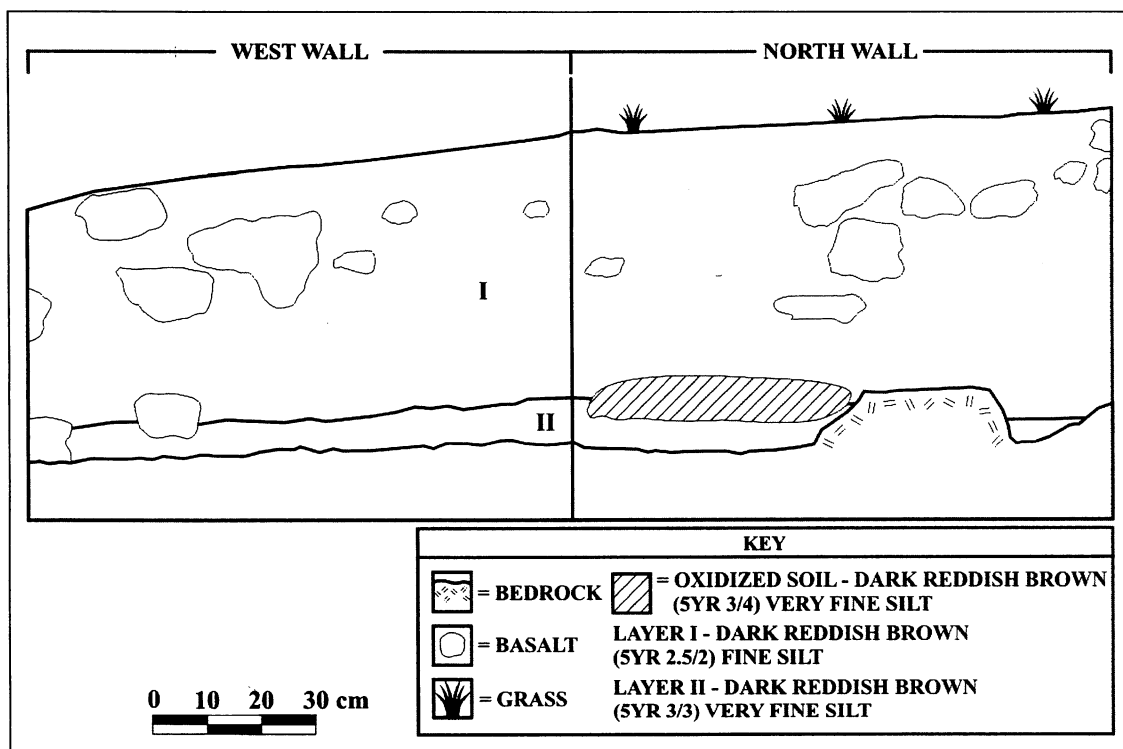 WEST WALL
NORTH WALL
I
II
KEY
= BEDROCK
= OXIDIZED SOIL - DARK REDDISH BROWN
(5YR 3/4) VERY FINE SILT
= BASALT
LAYER I - DARK REDDISH BROWN
(5YR 2.5/2) FINE SILT
= GRASS
LAYER II - DARK REDDISH BROWN
(5YR 3/3) VERY FINE SILT
0 10 20 30 cm